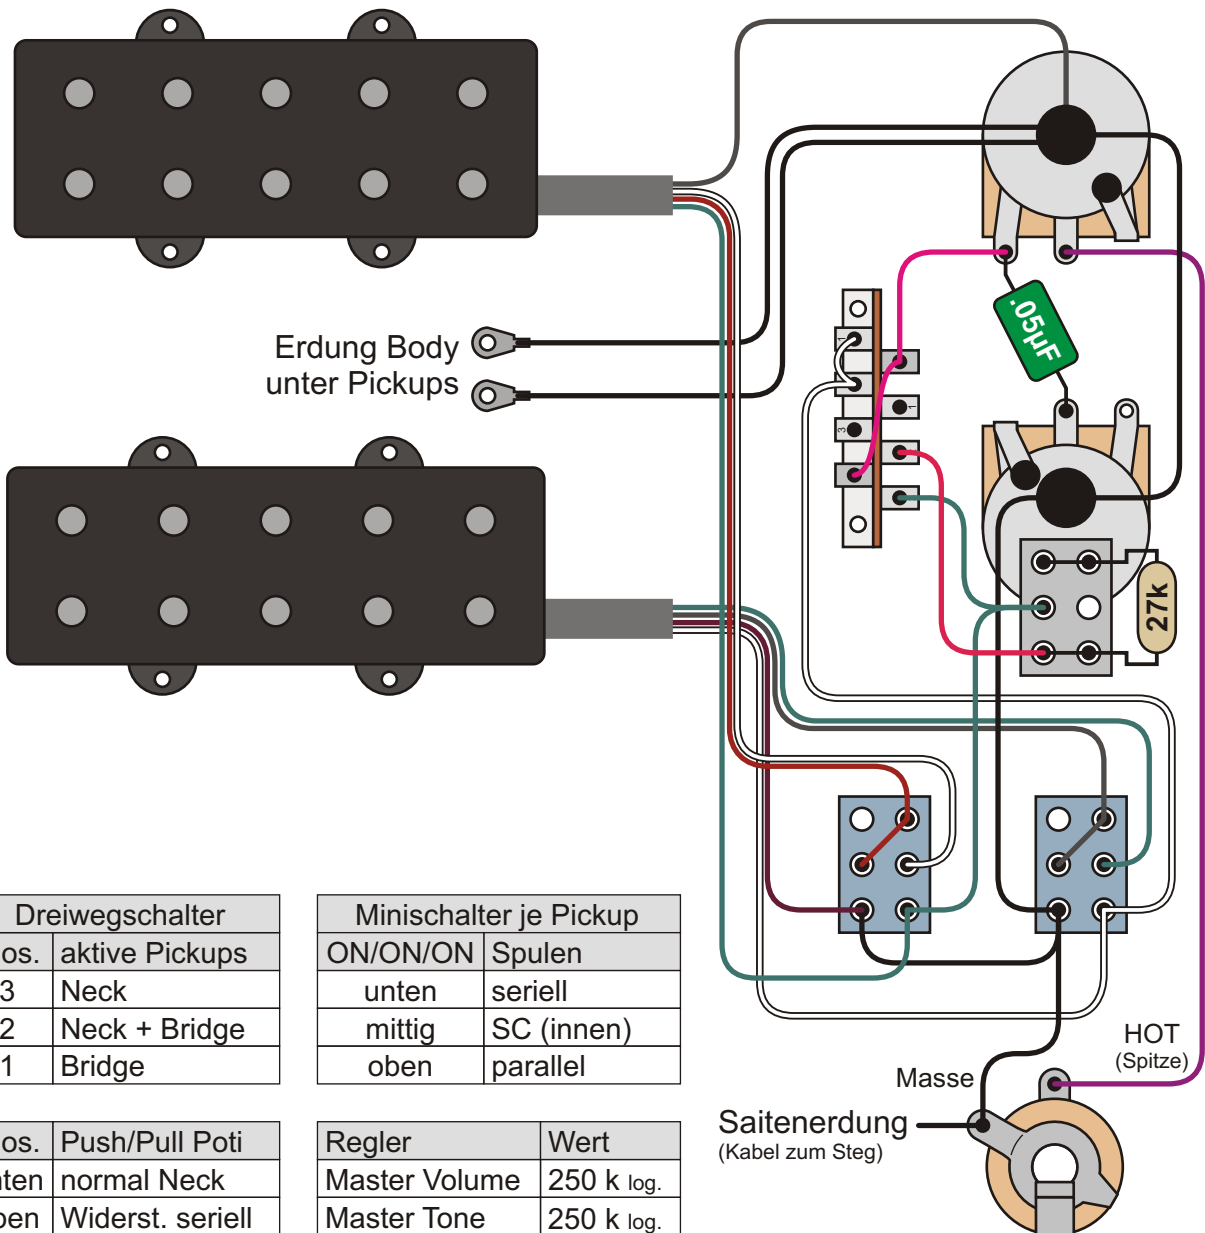 .05µF
Erdung Body
unter Pickups
1
1
3
27k
Dreiwegschalter
os. aktive Pickups
3 Neck
2 Neck + Bridge
1 Bridge
Minischalter je Pickup
ON/ON/ON Spulen
unten seriell
mittig SC (innen)
oben parallel
HOT
(Spitze)
Masse
Saitenerdung
(Kabel zum Steg)
os. Push/Pull Poti
nten normal Neck
ben Widerst. seriell
Regler Wert
Master Volume 250 k log.
Master Tone 250 k log.